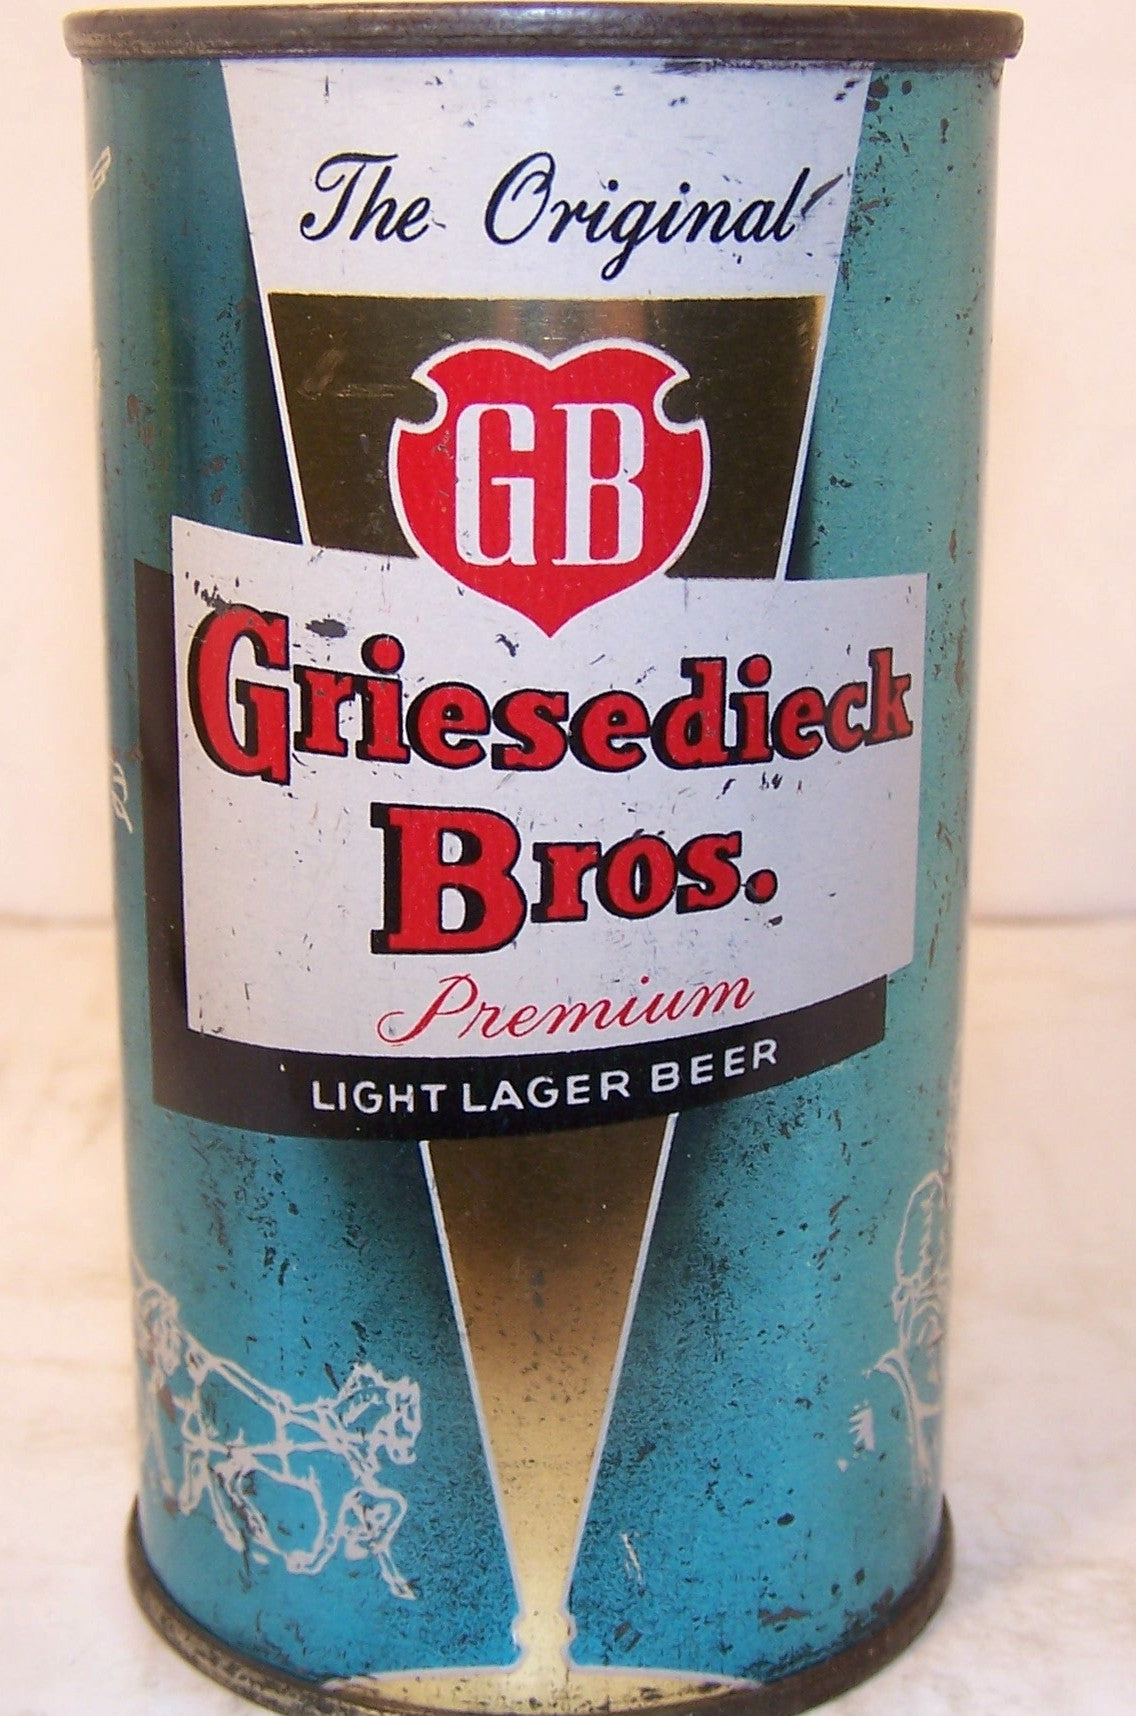 The Original
GB
Griesedieck
Bros.
Premium
LIGHT LAGER BEER